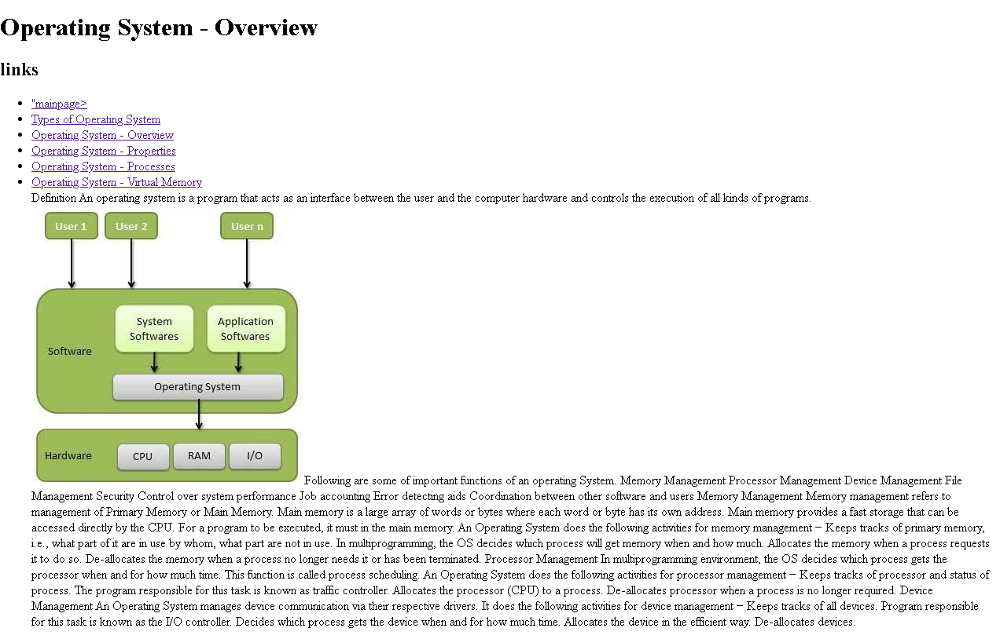 Operating System - Overview
links
"mainpage>
Types of Operating System
Operating System - Overview
Operating System - Properties
Operating System - Processes
Operating System - Virtual Memory
Definition An operating system is a program that acts as an interface between the user and the computer hardware and controls the execution of all kinds of programs.
User 1 User 2 User n
System Softwares
Application Softwares
Software
Operating System
Hardware CPU RAM I/O
Following are some of important functions of an operating System. Memory Management Processor Management Device Management File
Management Security Control over system performance Job accounting Error detecting aids Coordination between other software and users Memory Management Memory management refers to
management of Primary Memory or Main Memory. Main memory is a large array of words or bytes where each word or byte has its own address. Main memory provides a fast storage that can be
accessed directly by the CPU. For a program to be executed, it must in the main memory. An Operating System does the following activities for memory management − Keeps tracks of primary memory,
i.e., what part of it are in use by whom, what part are not in use. In multiprogramming, the OS decides which process will get memory when and how much. Allocates the memory when a process requests
it to do so. De-allocates the memory when a process no longer needs it or has been terminated. Processor Management In multiprogramming environment, the OS decides which process gets the
processor when and for how much time. This function is called process scheduling. An Operating System does the following activities for processor management − Keeps tracks of processor and status of
process. The program responsible for this task is known as traffic controller. Allocates the processor (CPU) to a process. De-allocates processor when a process is no longer required. Device
Management An Operating System manages device communication via their respective drivers. It does the following activities for device management − Keeps tracks of all devices. Program responsible
for this task is known as the I/O controller. Decides which process gets the device when and for how much time. Allocates the device in the efficient way. De-allocates devices.